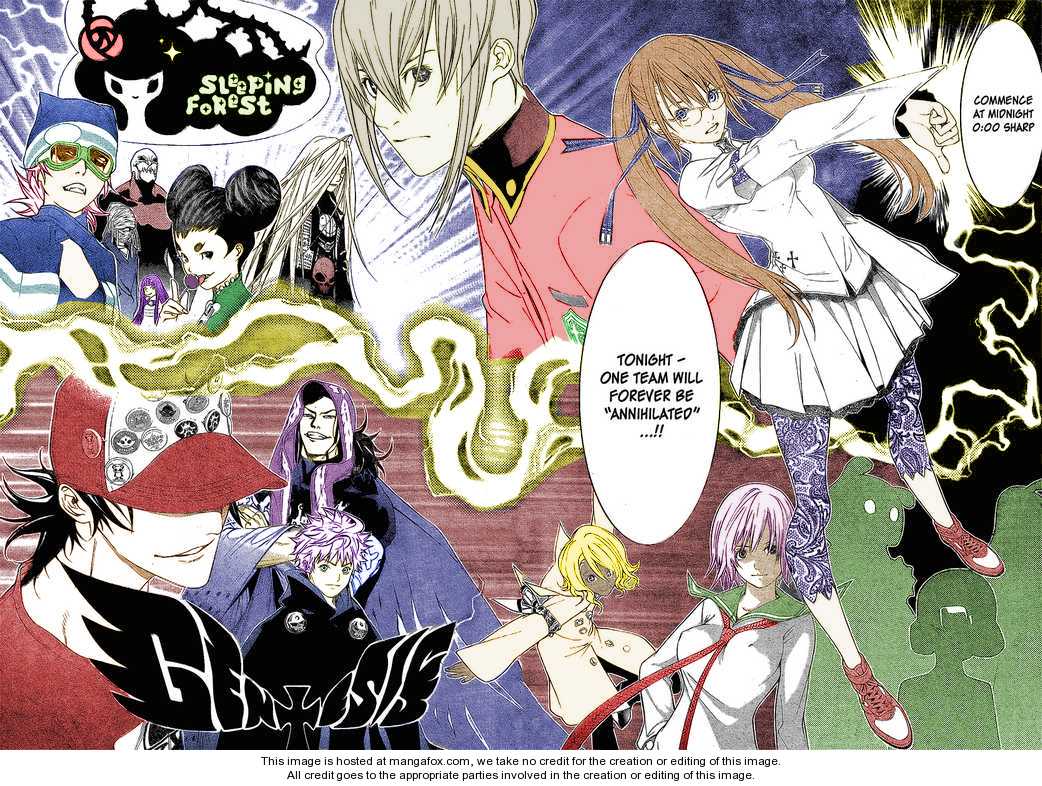 SLeePiNg
FoResT
COMMENCE
AT MIDNIGHT
0:00 SHARP
TONIGHT –
ONE TEAM WILL
FOREVER BE
“ANNIHILATED”
...!!
GENESIS
This image is hosted at mangafox.com, we take no credit for the creation or editing of this image.
All credit goes to the appropriate parties involved in the creation or editing of this image.